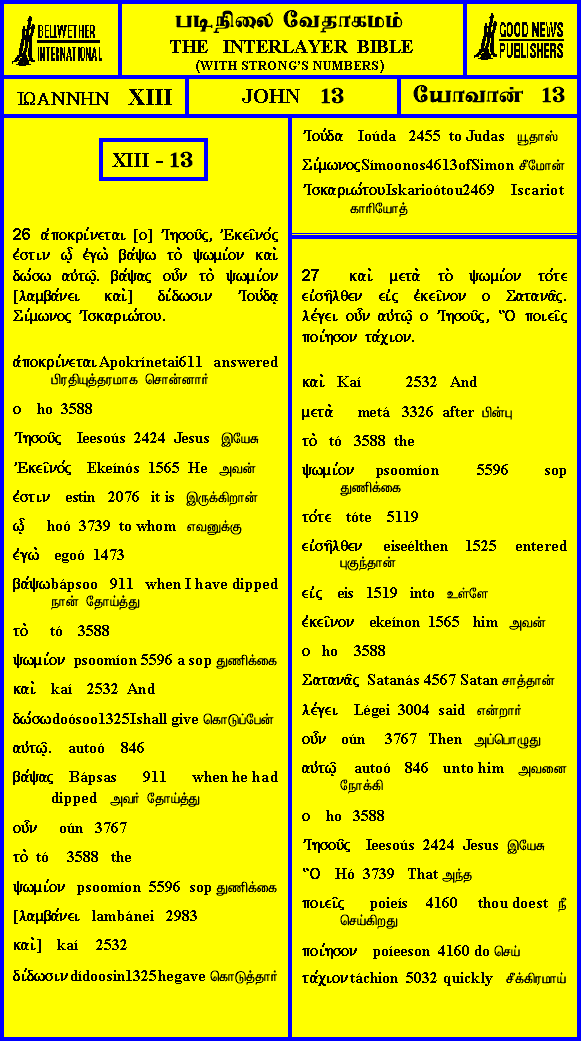 BELLWETHER
INTERNATIONAL
படிநிலை வேதாகமம்
THE INTERLAYER BIBLE
(WITH STRONG'S NUMBERS)
GOOD NEWS
PUBLISHERS
ΙΩΑΝΝΗΝ XIII
JOHN 13
யோவான் 13
XIII - 13
26 ἀποκρίνεται [ο] Ἰησοῦς, Ἐκεῖνός
ἐστιν ᾧ ἐγὼ βάψω τὸ ψωμίον καὶ
δώσω αὐτῷ. βάψας οὖν τὸ ψωμίον
[λαμβάνει καὶ] δίδωσιν Ἰούδᾳ
Σίμωνος Ἰσκαριώτου.
ἀποκρίνεται Apokrínetai611 answered
பிரதியுத்தரமாக சொன்னார்
ο ho 3588
Ἰησοῦς Ieesoús 2424 Jesus இயேசு
Ἐκεῖνός Ekeínós 1565 He அவன்
ἐστιν estin 2076 it is இருக்கிறான்
ᾧ hoó 3739 to whom எவனுக்கு
ἐγὼ egoó 1473
βάψω bápsoo 911 when I have dipped
நான் தோய்த்து
τὸ tó 3588
ψωμίον psoomíon 5596 a sop துணிக்கை
καὶ kaí 2532 And
δώσω doósoo1325Ishall give கொடுப்பேன்
αὐτῷ. autoó 846
βάψας Bápsas 911 when he had
dipped அவர் தோய்த்து
οὖν oún 3767
τὸ tó 3588 the
ψωμίον psoomíon 5596 sop துணிக்கை
[λαμβάνει lambánei 2983
καὶ] kaí 2532
δίδωσιν dídoosin1325hegave கொடுத்தார்
Ἰούδα Ioúda 2455 to Judas யூதாஸ்
Σίμωνος Símoonos4613ofSimon சீமோன்
Ἰσκαριώτου Iskarioótou2469 Iscariot
காரியோத்
27 καὶ μετὰ τὸ ψωμίον τότε
εἰσῆλθεν εἰς ἐκεῖνον ο Σατανᾶς.
λέγει οὖν αὐτῷ ο Ἰησοῦς, Ὃ ποιεῖς
ποίησον τάχιον.
καὶ Kaí 2532 And
μετὰ metá 3326 after பின்பு
τὸ tó 3588 the
ψωμίον psoomíon 5596 sop
துணிக்கை
τότε tóte 5119
εἰσῆλθεν eiseélthen 1525 entered
புகுந்தான்
εἰς eis 1519 into உள்ளே
ἐκεῖνον ekeínon 1565 him அவன்
ο ho 3588
Σατανᾶς Satanás 4567 Satan சாத்தான்
λέγει Légei 3004 said என்றார்
οὖν oún 3767 Then அப்பொழுது
αὐτῷ autoó 846 unto him அவனை
நோக்கி
ο ho 3588
Ἰησοῦς Ieesoús 2424 Jesus இயேசு
Ὃ Hó 3739 That அந்த
ποιεῖς poieís 4160 thou doest நீ
செய்கிறது
ποίησον poíeeson 4160 do செய்
τάχιον táchion 5032 quickly சீக்கிரமாய்